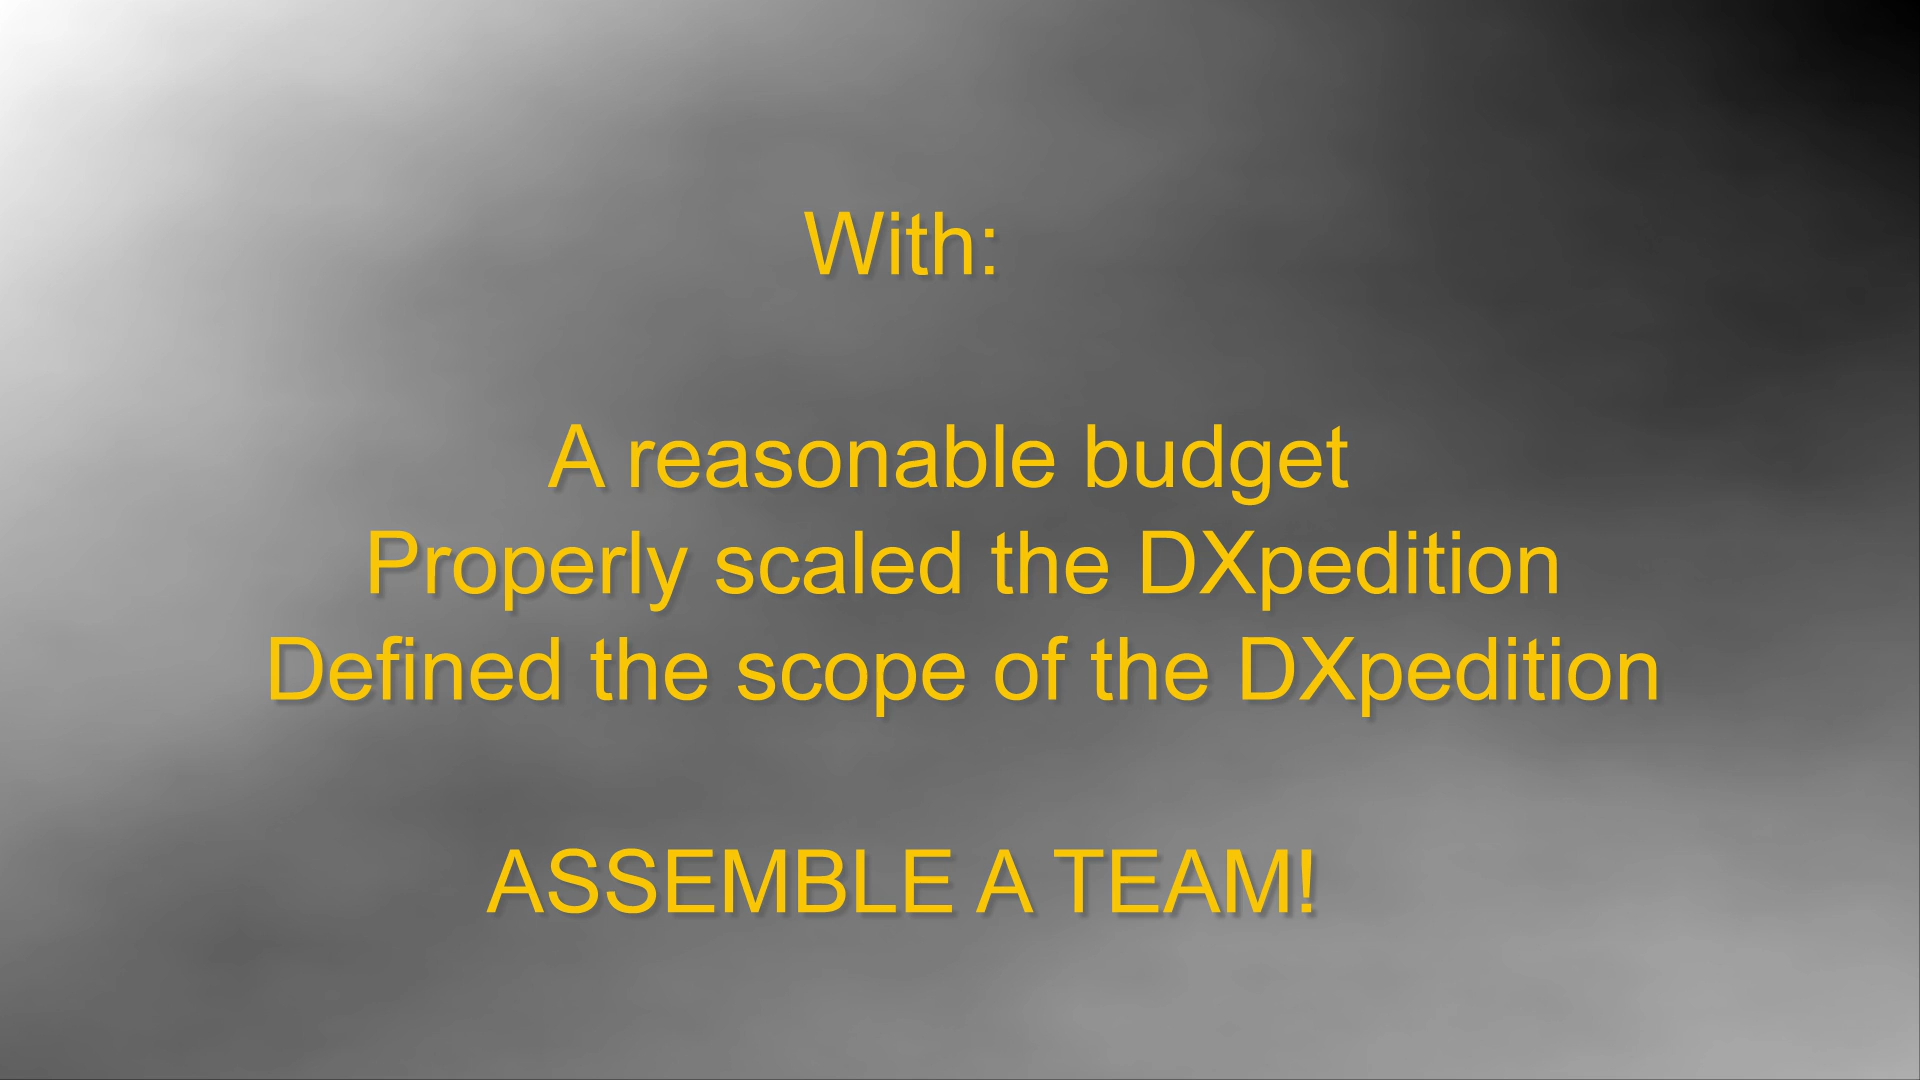 With:
A reasonable budget
Properly scaled the DXpedition
Defined the scope of the DXpedition
ASSEMBLE A TEAM!